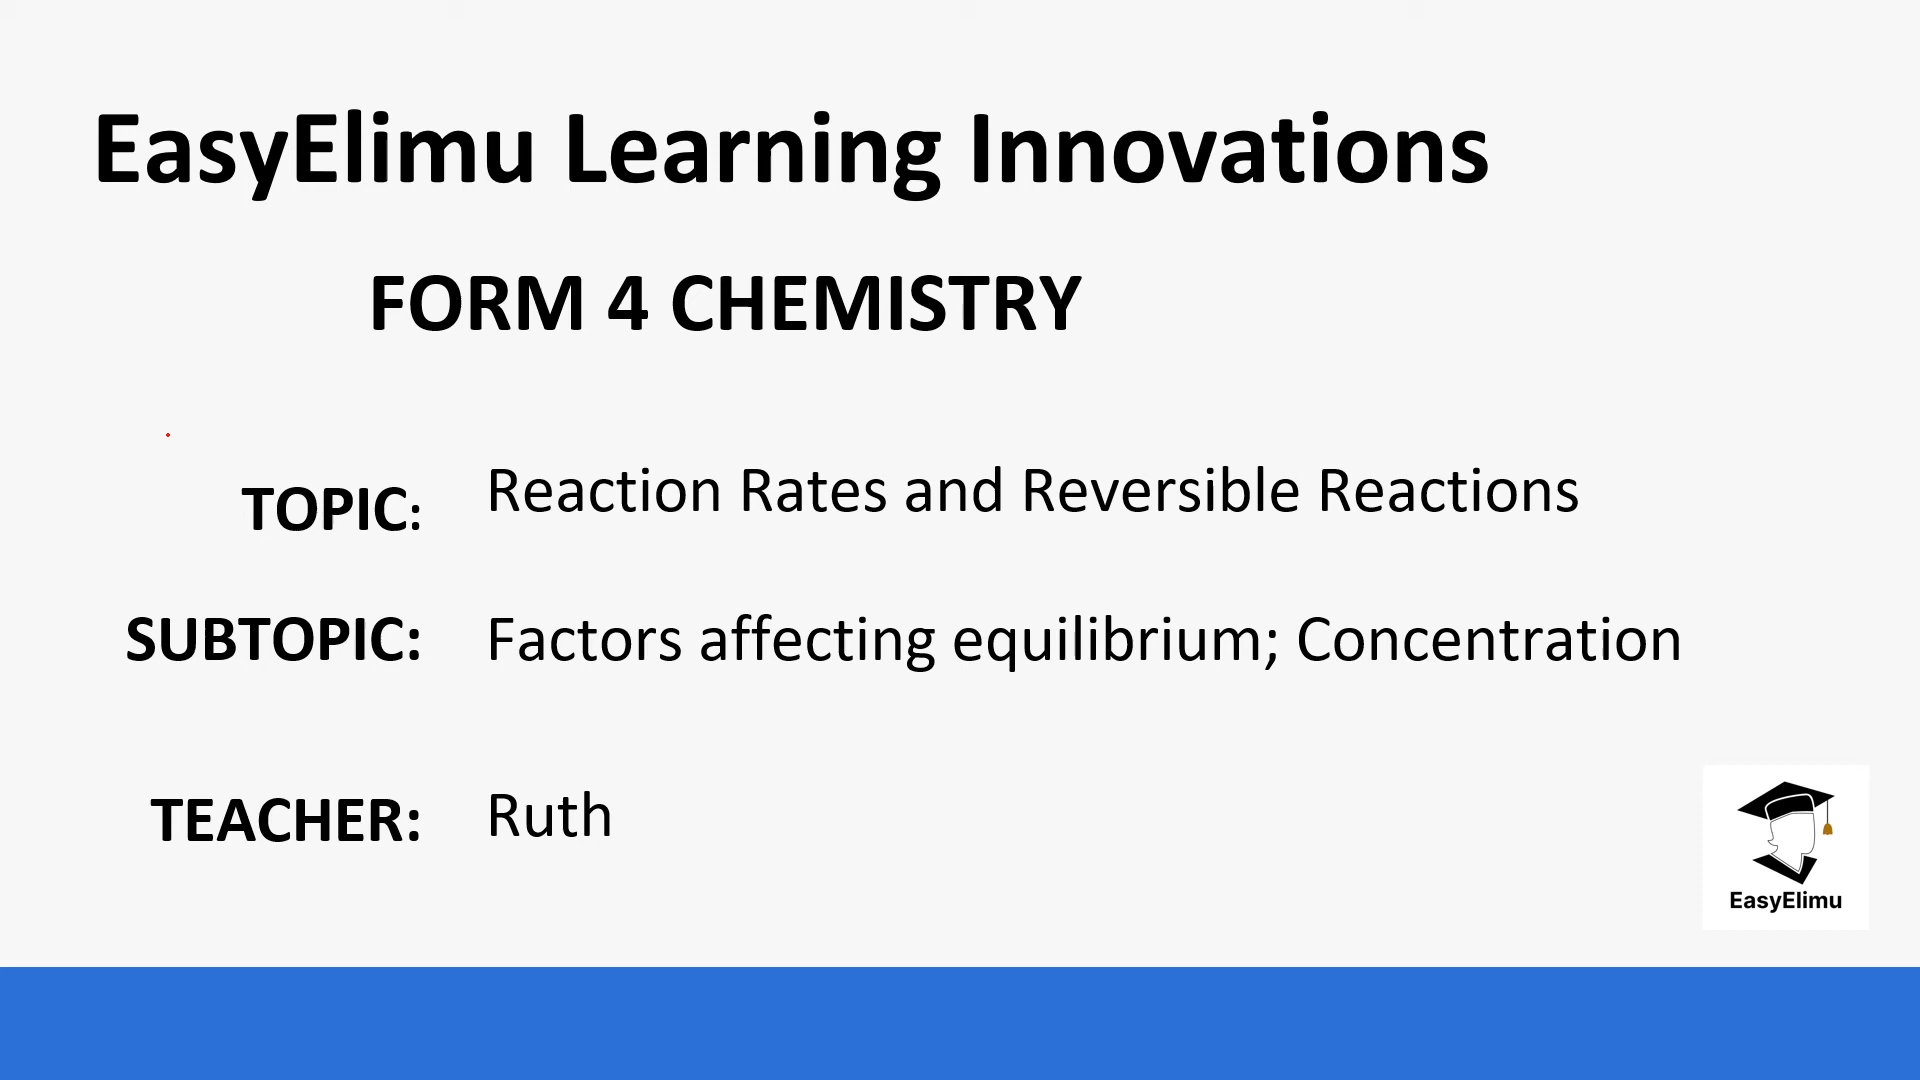 EasyElimu Learning Innovations
FORM 4 CHEMISTRY
TOPIC: Reaction Rates and Reversible Reactions
SUBTOPIC: Factors affecting equilibrium; Concentration
TEACHER: Ruth
EasyElimu